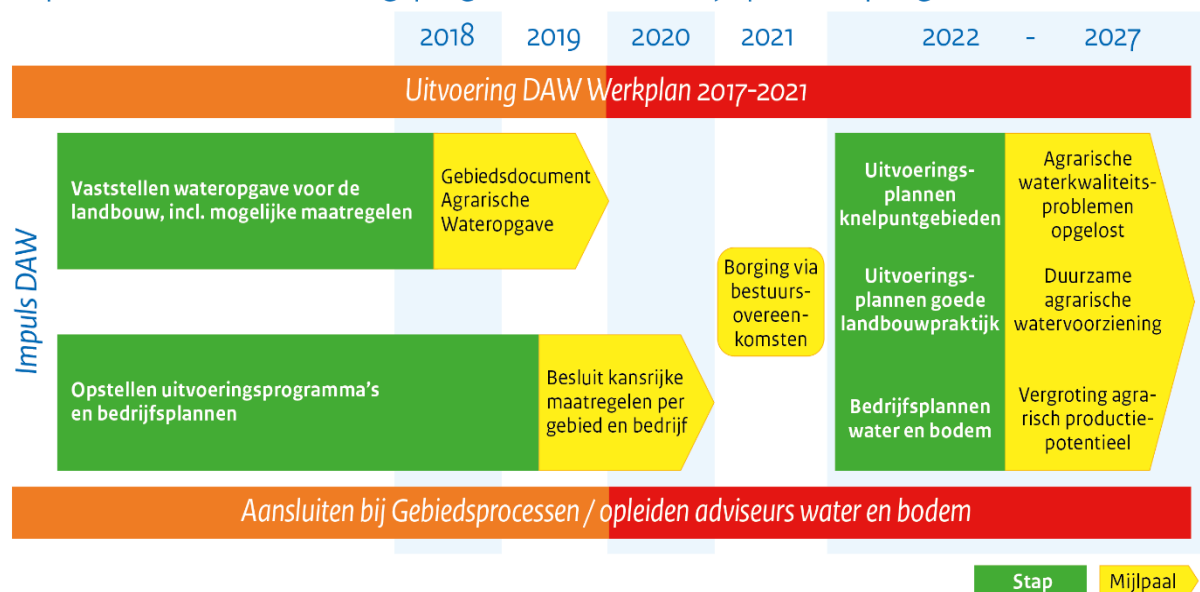 2018 2019 2020 2021 2022 - 2027
Uitvoering DAW Werkplan 2017-2021
Impuls DAW
Vaststellen wateropgave voor de
landbouw, incl. mogelijke maatregelen
Gebiedsdocument
Agrarische
Wateropgave
Opstellen uitvoeringsprogramma's
en bedrijfsplannen
Besluit kansrijke
maatregelen per
gebied en bedrijf
Borging via
bestuurs-
overeen-
komsten
Uitvoerings-
plannen
knelpuntgebieden
Uitvoerings-
plannen goede
landbouwpraktijk
Bedrijfsplannen
water en bodem
Agrarische
waterkwaliteits-
problemen
opgelost
Duurzame
agrarische
watervoorziening
Vergroting agra-
risch productie-
potentieel
Aansluiten bij Gebiedsprocessen / opleiden adviseurs water en bodem
Stap
Mijlpaal